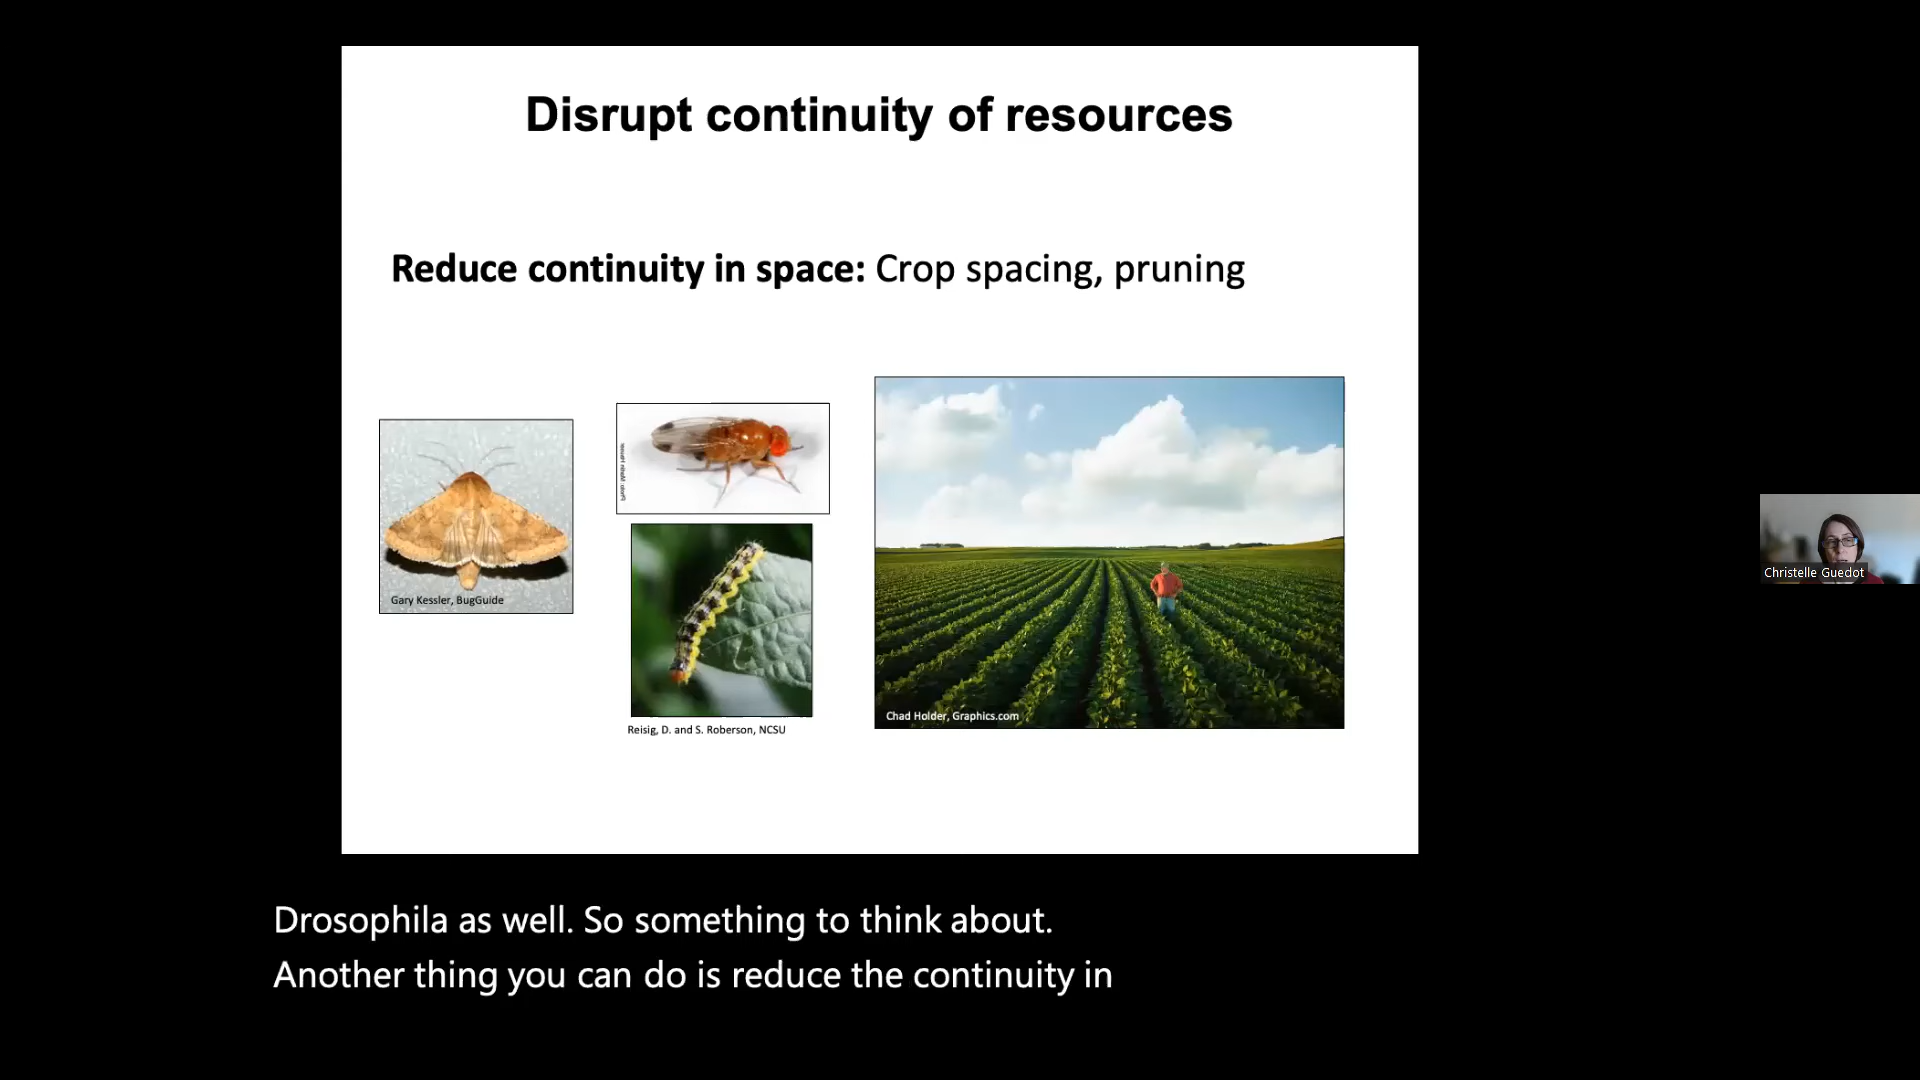 Disrupt continuity of resources
Reduce continuity in space: Crop spacing, pruning
Gary Kessler, BugGuide
Reisig, D. and S. Roberson, NCSU
Chad Holder, Graphics.com
Christelle Guedot
Drosophila as well. So something to think about.
Another thing you can do is reduce the continuity in